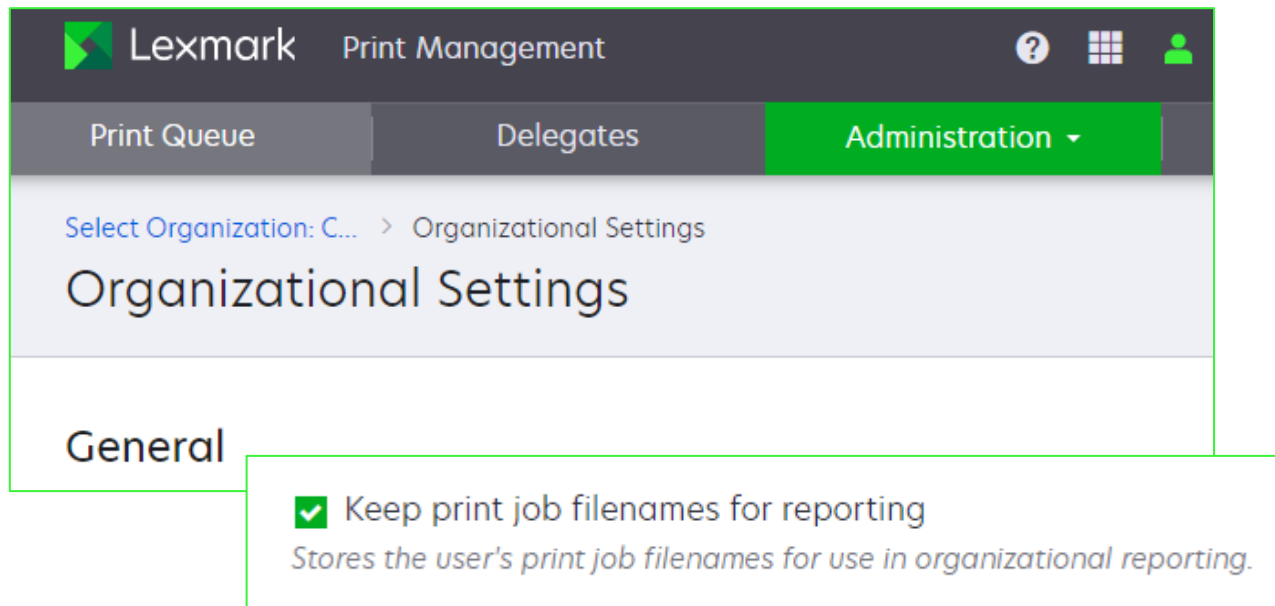 Lexmark Print Management
Print Queue Delegates Administration
Select Organization: C... > Organizational Settings
Organizational Settings
General
Keep print job filenames for reporting
Stores the user's print job filenames for use in organizational reporting.